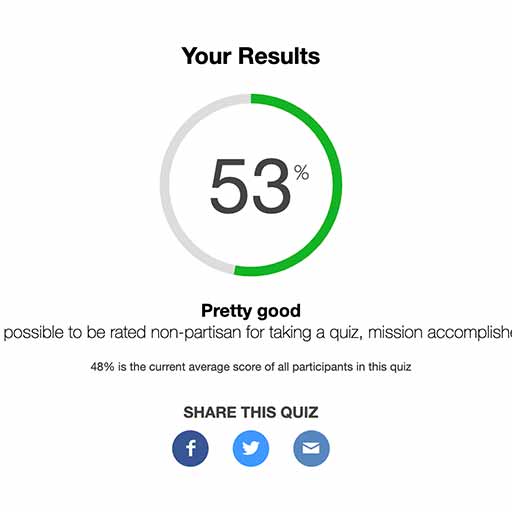 Your Results
53%
Pretty good
possible to be rated non-partisan for taking a quiz, mission accomplishe
48% is the current average score of all participants in this quiz
SHARE THIS QUIZ
f